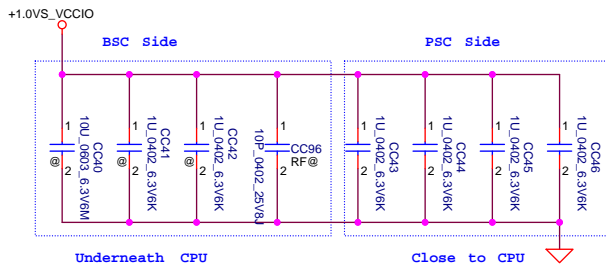 +1.0VS_VCCIO
BSC Side
PSC Side
1
2
@
CC40
10U_0603_6.3V6M
1
2
@
CC41
1U_0402_6.3V6K
1
2
@
CC42
1U_0402_6.3V6K
1
2
CC96
RF@
10P_0402_25V8J
1
2
CC43
1U_0402_6.3V6K
1
2
CC44
1U_0402_6.3V6K
1
2
CC45
1U_0402_6.3V6K
1
2
CC46
1U_0402_6.3V6K
Underneath CPU
Close to CPU